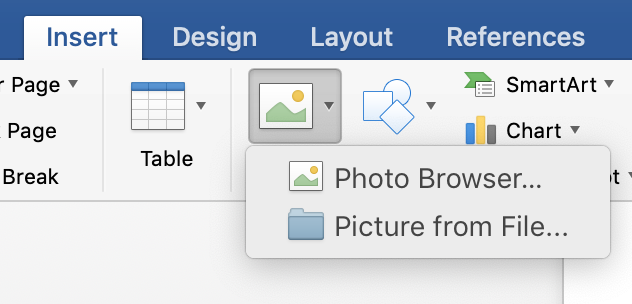 Insert Design Layout References
r Page
Page
Break
Table
SmartArt
Chart
Photo Browser...
Picture from File...